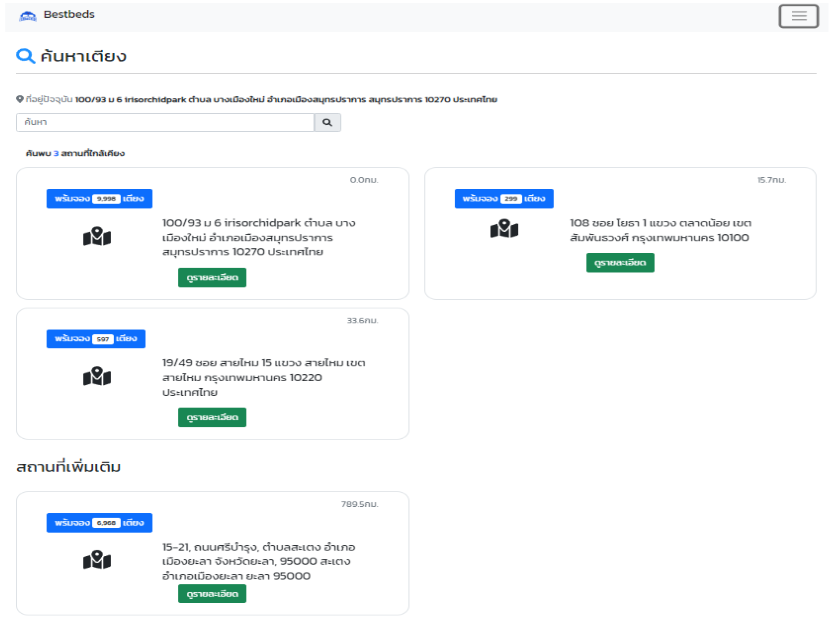 Bestbeds
ค้นหาเตียง
ที่อยู่ปัจจุบัน 100/93 ม 6 irisorchidpark ตำบล บางเมืองใหม่ อำเภอเมืองสมุทรปราการ สมุทรปราการ 10270 ประเทศไทย
ค้นหา
ค้นพบ 3 สถานที่ใกล้เคียง
0.0กม.
พร้อมจอง 9,998 เตียง
100/93 ม 6 irisorchidpark ตำบล บาง
เมืองใหม่ อำเภอเมืองสมุทรปราการ
สมุทรปราการ 10270 ประเทศไทย
ดูรายละเอียด
15.7กม.
พร้อมจอง 299 เตียง
108 ซอย โยธา 1 แขวง ตลาดน้อย เขต
สัมพันธวงศ์ กรุงเทพมหานคร 10100
ดูรายละเอียด
33.6กม.
พร้อมจอง 597 เตียง
19/49 ซอย สายไหม 15 แขวง สายไหม เขต
สายไหม กรุงเทพมหานคร 10220
ประเทศไทย
ดูรายละเอียด
สถานที่เพิ่มเติม
789.5กม.
พร้อมจอง 6,968 เตียง
15-21, ถนนศรีบำรุง, ตำบลสะเตง อำเภอ
เมืองยะลา จังหวัดยะลา, 95000 สะเตง
อำเภอเมืองยะลา ยะลา 95000
ดูรายละเอียด